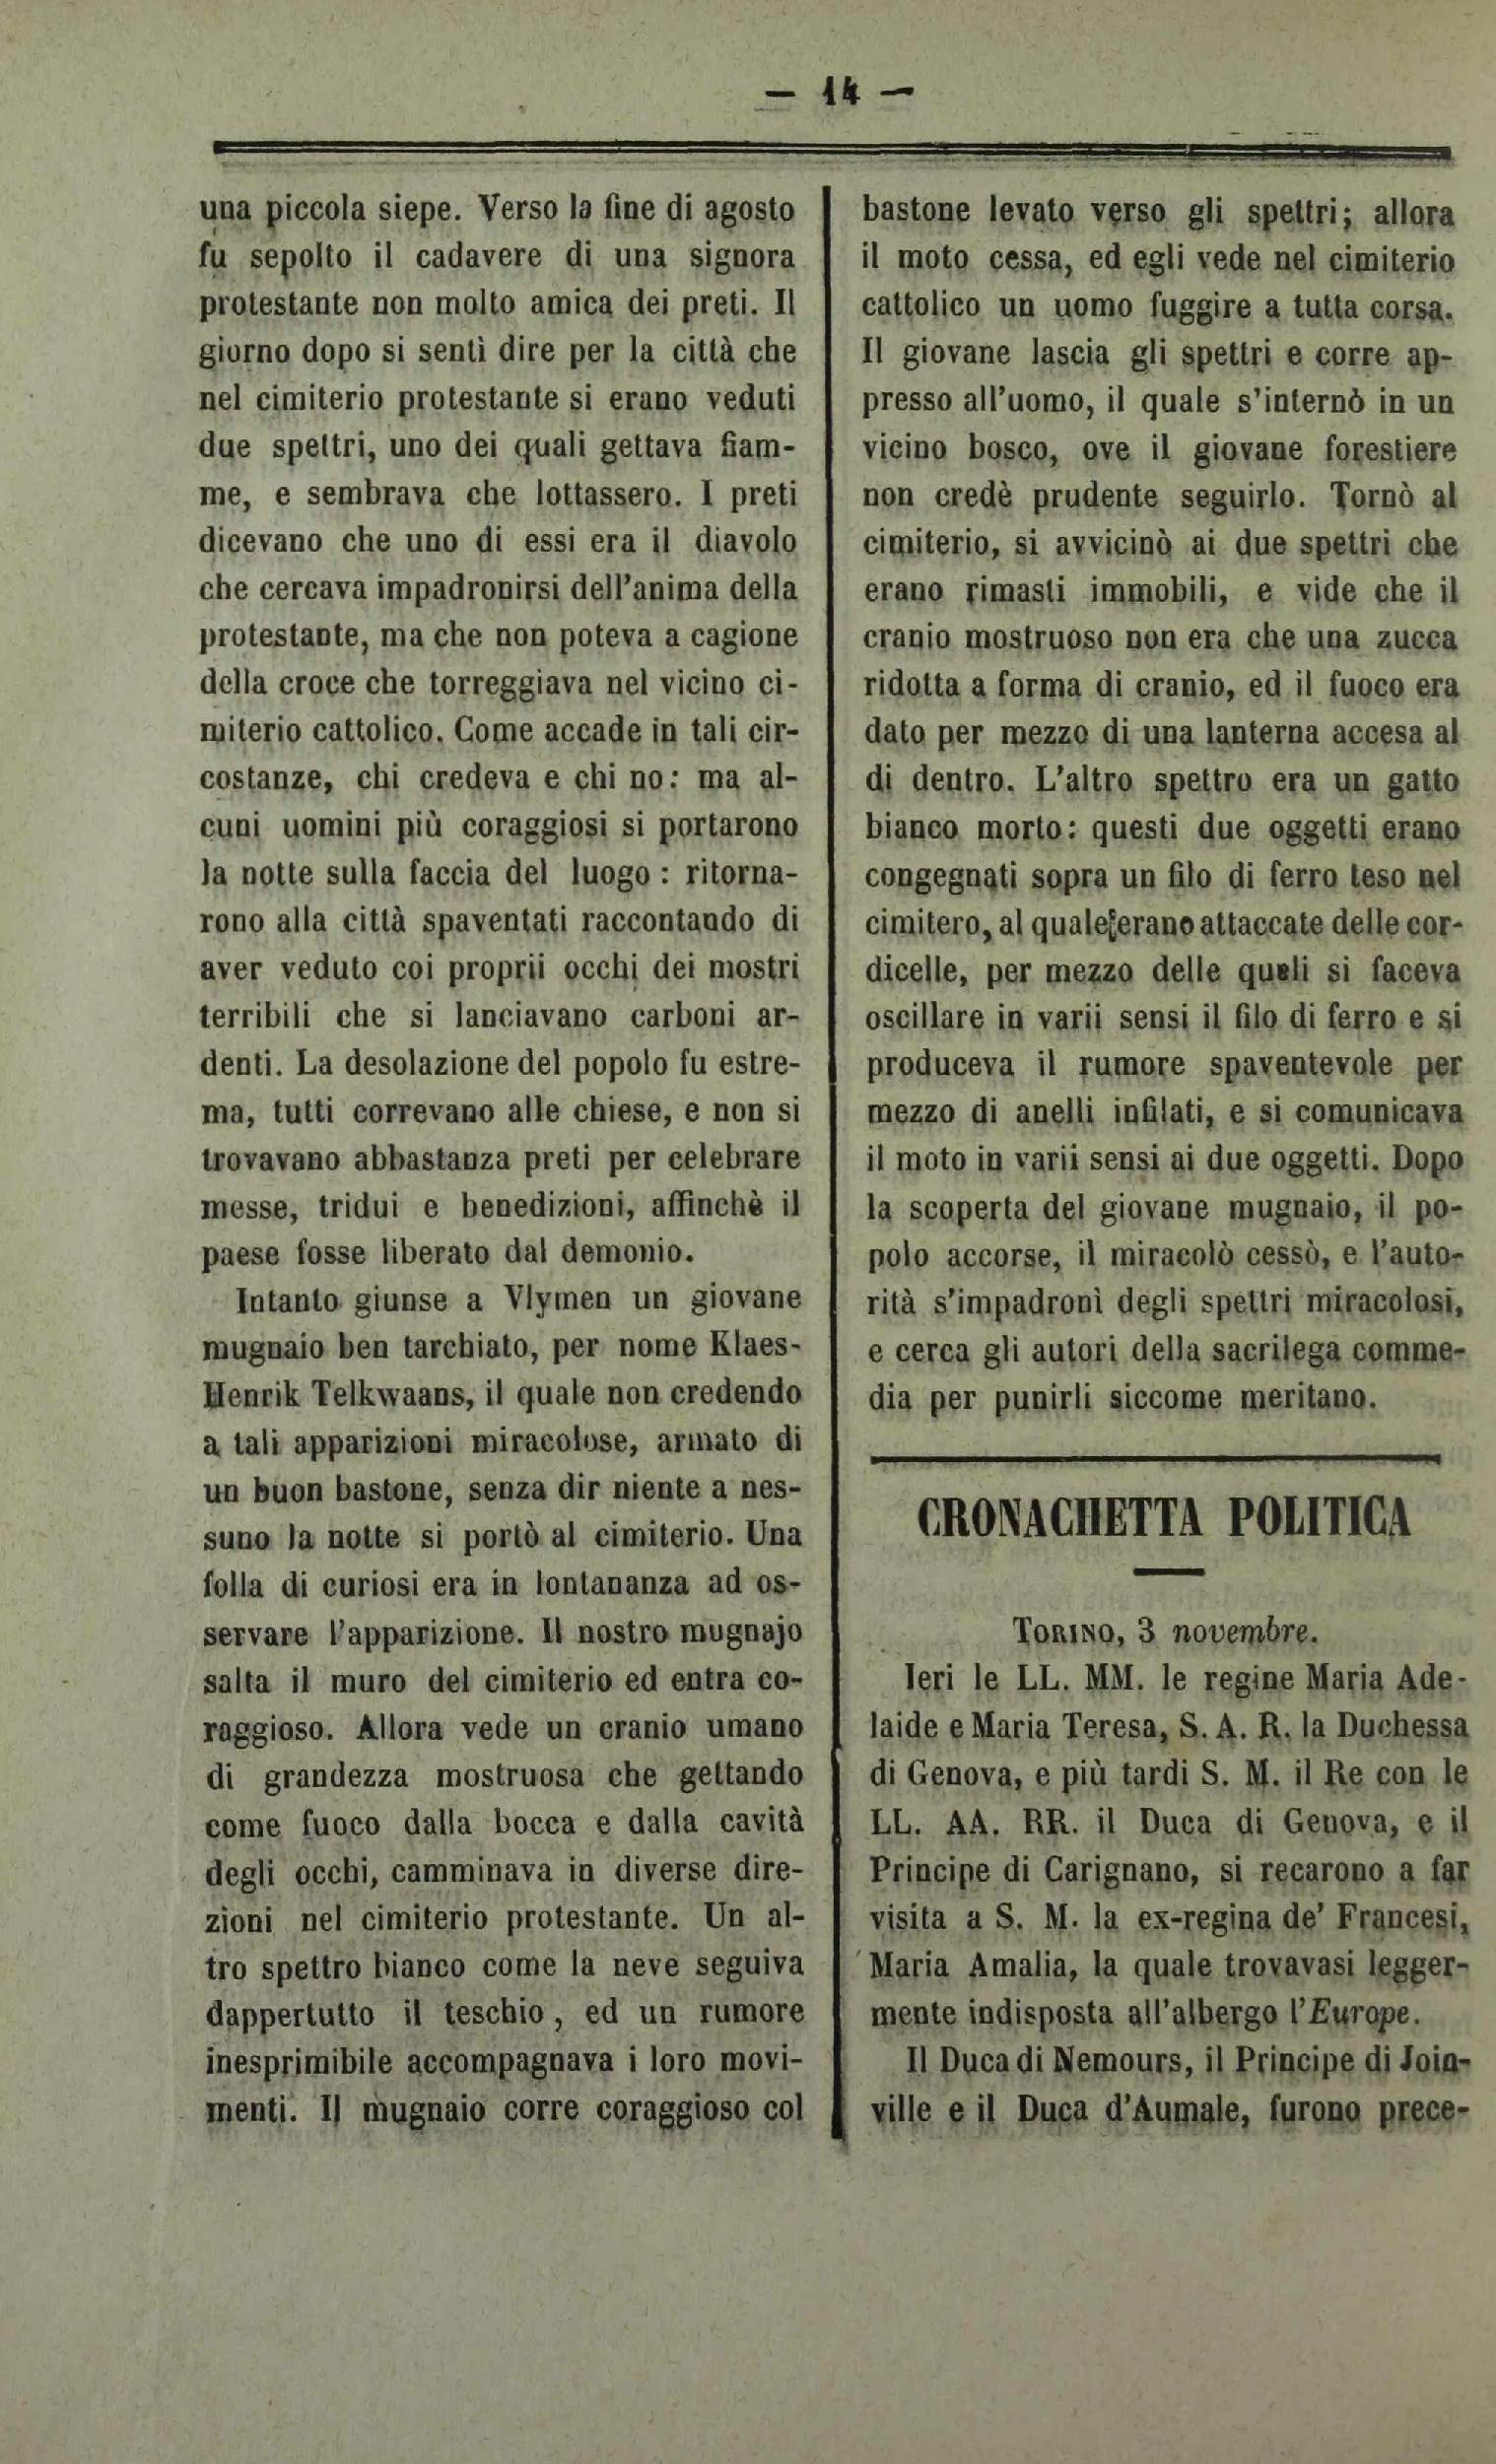 — 14 —
una piccola siepe. Verso la fine di agosto
fu sepolto il cadavere di una signora
protestante non molto amica dei preti. Il
giorno dopo si sentì dire per la città che
nel cimiterio protestante si erano veduti
due spettri, uno dei quali gettava fiam-
me, e sembrava che lottassero. I preti
dicevano che uno di essi era il diavolo
che cercava impadronirsi dell'anima della
protestante, ma che non poteva a cagione
della croce che torreggiava nel vicino ci-
miterio cattolico. Come accade in tali cir-
costanze, chi credeva e chi no: ma al-
cuni uomini più coraggiosi si portarono
la notte sulla faccia del luogo : ritorna-
rono alla città spaventati raccontando di
aver veduto coi proprii occhi dei mostri
terribili che si lanciavano carboni ar-
denti. La desolazione del popolo fu estre-
ma, tutti correvano alle chiese, e non si
trovavano abbastanza preti per celebrare
messe, tridui e benedizioni, affinchè il
paese fosse liberato dal demonio.
Intanto giunse a Vlymen un giovane
mugnaio ben tarchiato, per nome Klaes-
Henrik Telkwaans, il quale non credendo
a tali apparizioni miracolose, armato di
un buon bastone, senza dir niente a nes-
suno la notte si portò al cimiterio. Una
folla di curiosi era in lontananza ad os-
servare l'apparizione. Il nostro mugnajo
salta il muro del cimiterio ed entra co-
raggioso. Allora vede un cranio umano
di grandezza mostruosa che gettando
come fuoco dalla bocca e dalla cavità
degli occhi, camminava in diverse dire-
zioni nel cimiterio protestante. Un al-
tro spettro bianco come la neve seguiva
dappertutto il teschio, ed un rumore
inesprimibile accompagnava i loro movi-
menti. Il mugnaio corre coraggioso col
bastone levato verso gli spettri; allora
il moto cessa, ed egli vede nel cimiterio
cattolico un uomo fuggire a tutta corsa.
Il giovane lascia gli spettri e corre ap-
presso all'uomo, il quale s'internò in un
vicino bosco, ove il giovane forestiere
non credè prudente seguirlo. Tornò al
cimiterio, si avvicinò ai due spettri che
erano rimasti immobili, e vide che il
cranio mostruoso non era che una zucca
ridotta a forma di cranio, ed il fuoco era
dato per mezzo di una lanterna accesa al
di dentro. L'altro spettro era un gatto
bianco morto: questi due oggetti erano
congegnati sopra un filo di ferro teso nel
cimitero, al quale erano attaccate delle cor-
dicelle, per mezzo delle quali si faceva
oscillare in varii sensi il filo di ferro e si
produceva il rumore spaventevole per
mezzo di anelli infilati, e si comunicava
il moto in varii sensi ai due oggetti. Dopo
la scoperta del giovane mugnaio, il po-
polo accorse, il miracolò cessò, e l'auto-
rità s'impadronì degli spettri miracolosi,
e cerca gli autori della sacrilega comme-
dia per punirli siccome meritano.
CRONACHETTA POLITICA
TORINO, 3 novembre.
Ieri le LL. MM. le regine Maria Ade-
laide e Maria Teresa, S. A. R. la Duchessa
di Genova, e più tardi S. M. il Re con le
LL. AA. RR. il Duca di Genova, e il
Principe di Carignano, si recarono a far
visita a S. M. la ex-regina de' Francesi,
Maria Amalia, la quale trovavasi legger-
mente indisposta all'albergo l'Europe.
Il Duca di Nemours, il Principe di Join-
ville e il Duca d'Aumale, furono prece-